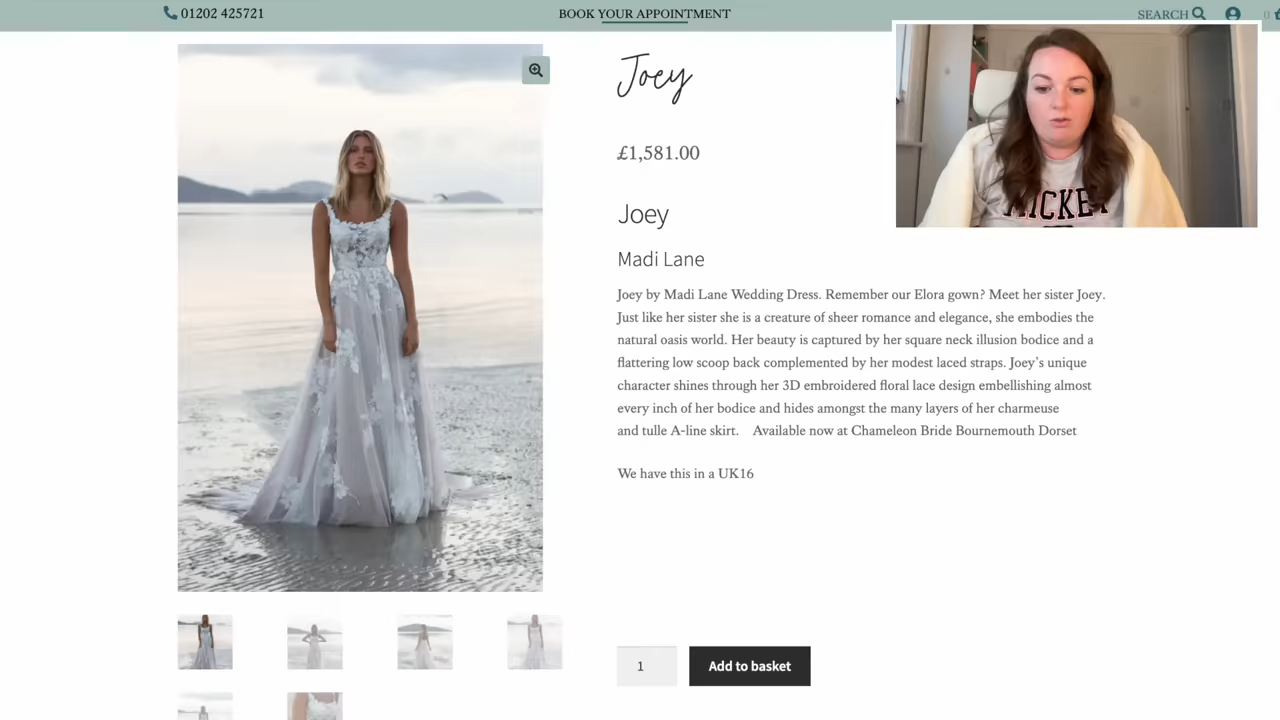 01202 425721
BOOK YOUR APPOINTMENT
SEARCH
0
Joey
£1,581.00
Joey
Madi Lane
Joey by Madi Lane Wedding Dress. Remember our Elora gown? Meet her sister Joey.
Just like her sister she is a creature of sheer romance and elegance, she embodies the
natural oasis world. Her beauty is captured by her square neck illusion bodice and a
flattering low scoop back complemented by her modest laced straps. Joey's unique
character shines through her 3D embroidered floral lace design embellishing almost
every inch of her bodice and hides amongst the many layers of her charmeuse
and tulle A-line skirt. Available now at Chameleon Bride Bournemouth Dorset
We have this in a UK16
1
Add to basket
MICKEY